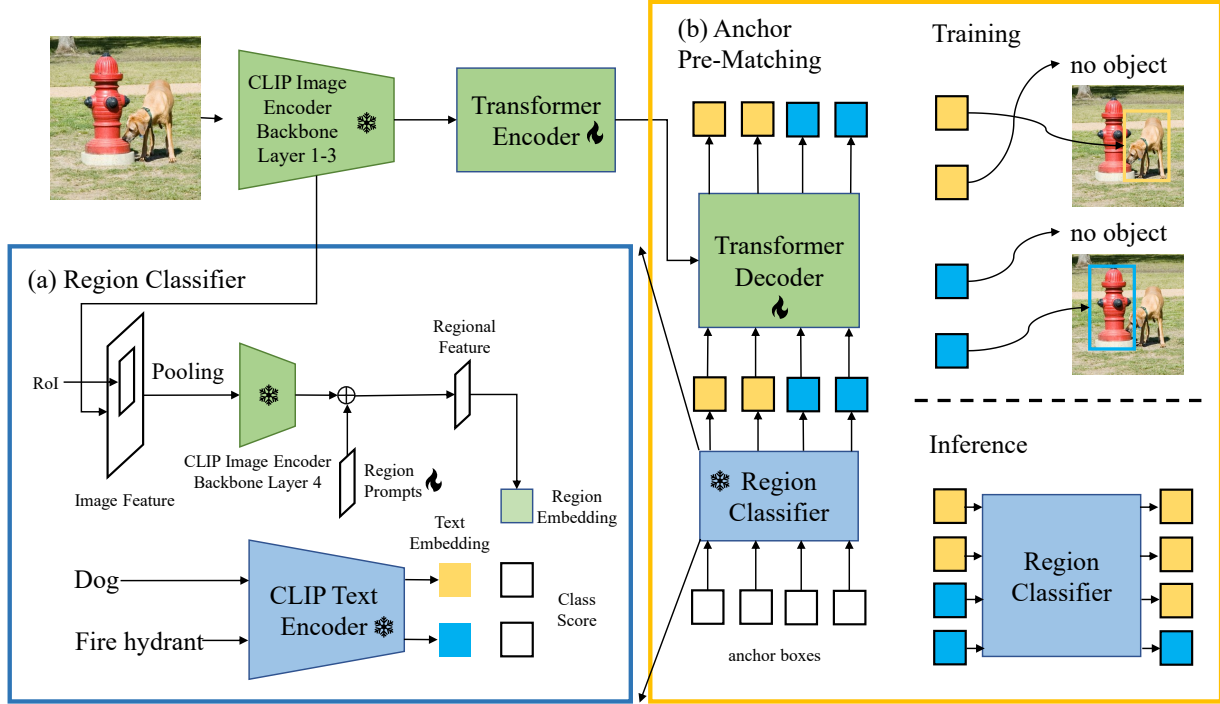 CLIP Image
Encoder
Backbone
Layer 1-3
Transformer
Encoder
(a) Region Classifier
RoI
Pooling
Image Feature
CLIP Image Encoder
Backbone Layer 4
Region
Prompts
Regional
Feature
Region
Embedding
Text
Embedding
Dog
Fire hydrant
CLIP Text
Encoder
Class
Score
(b) Anchor
Pre-Matching
Transformer
Decoder
Region
Classifier
anchor boxes
Training
no object
no object
Inference
Region
Classifier